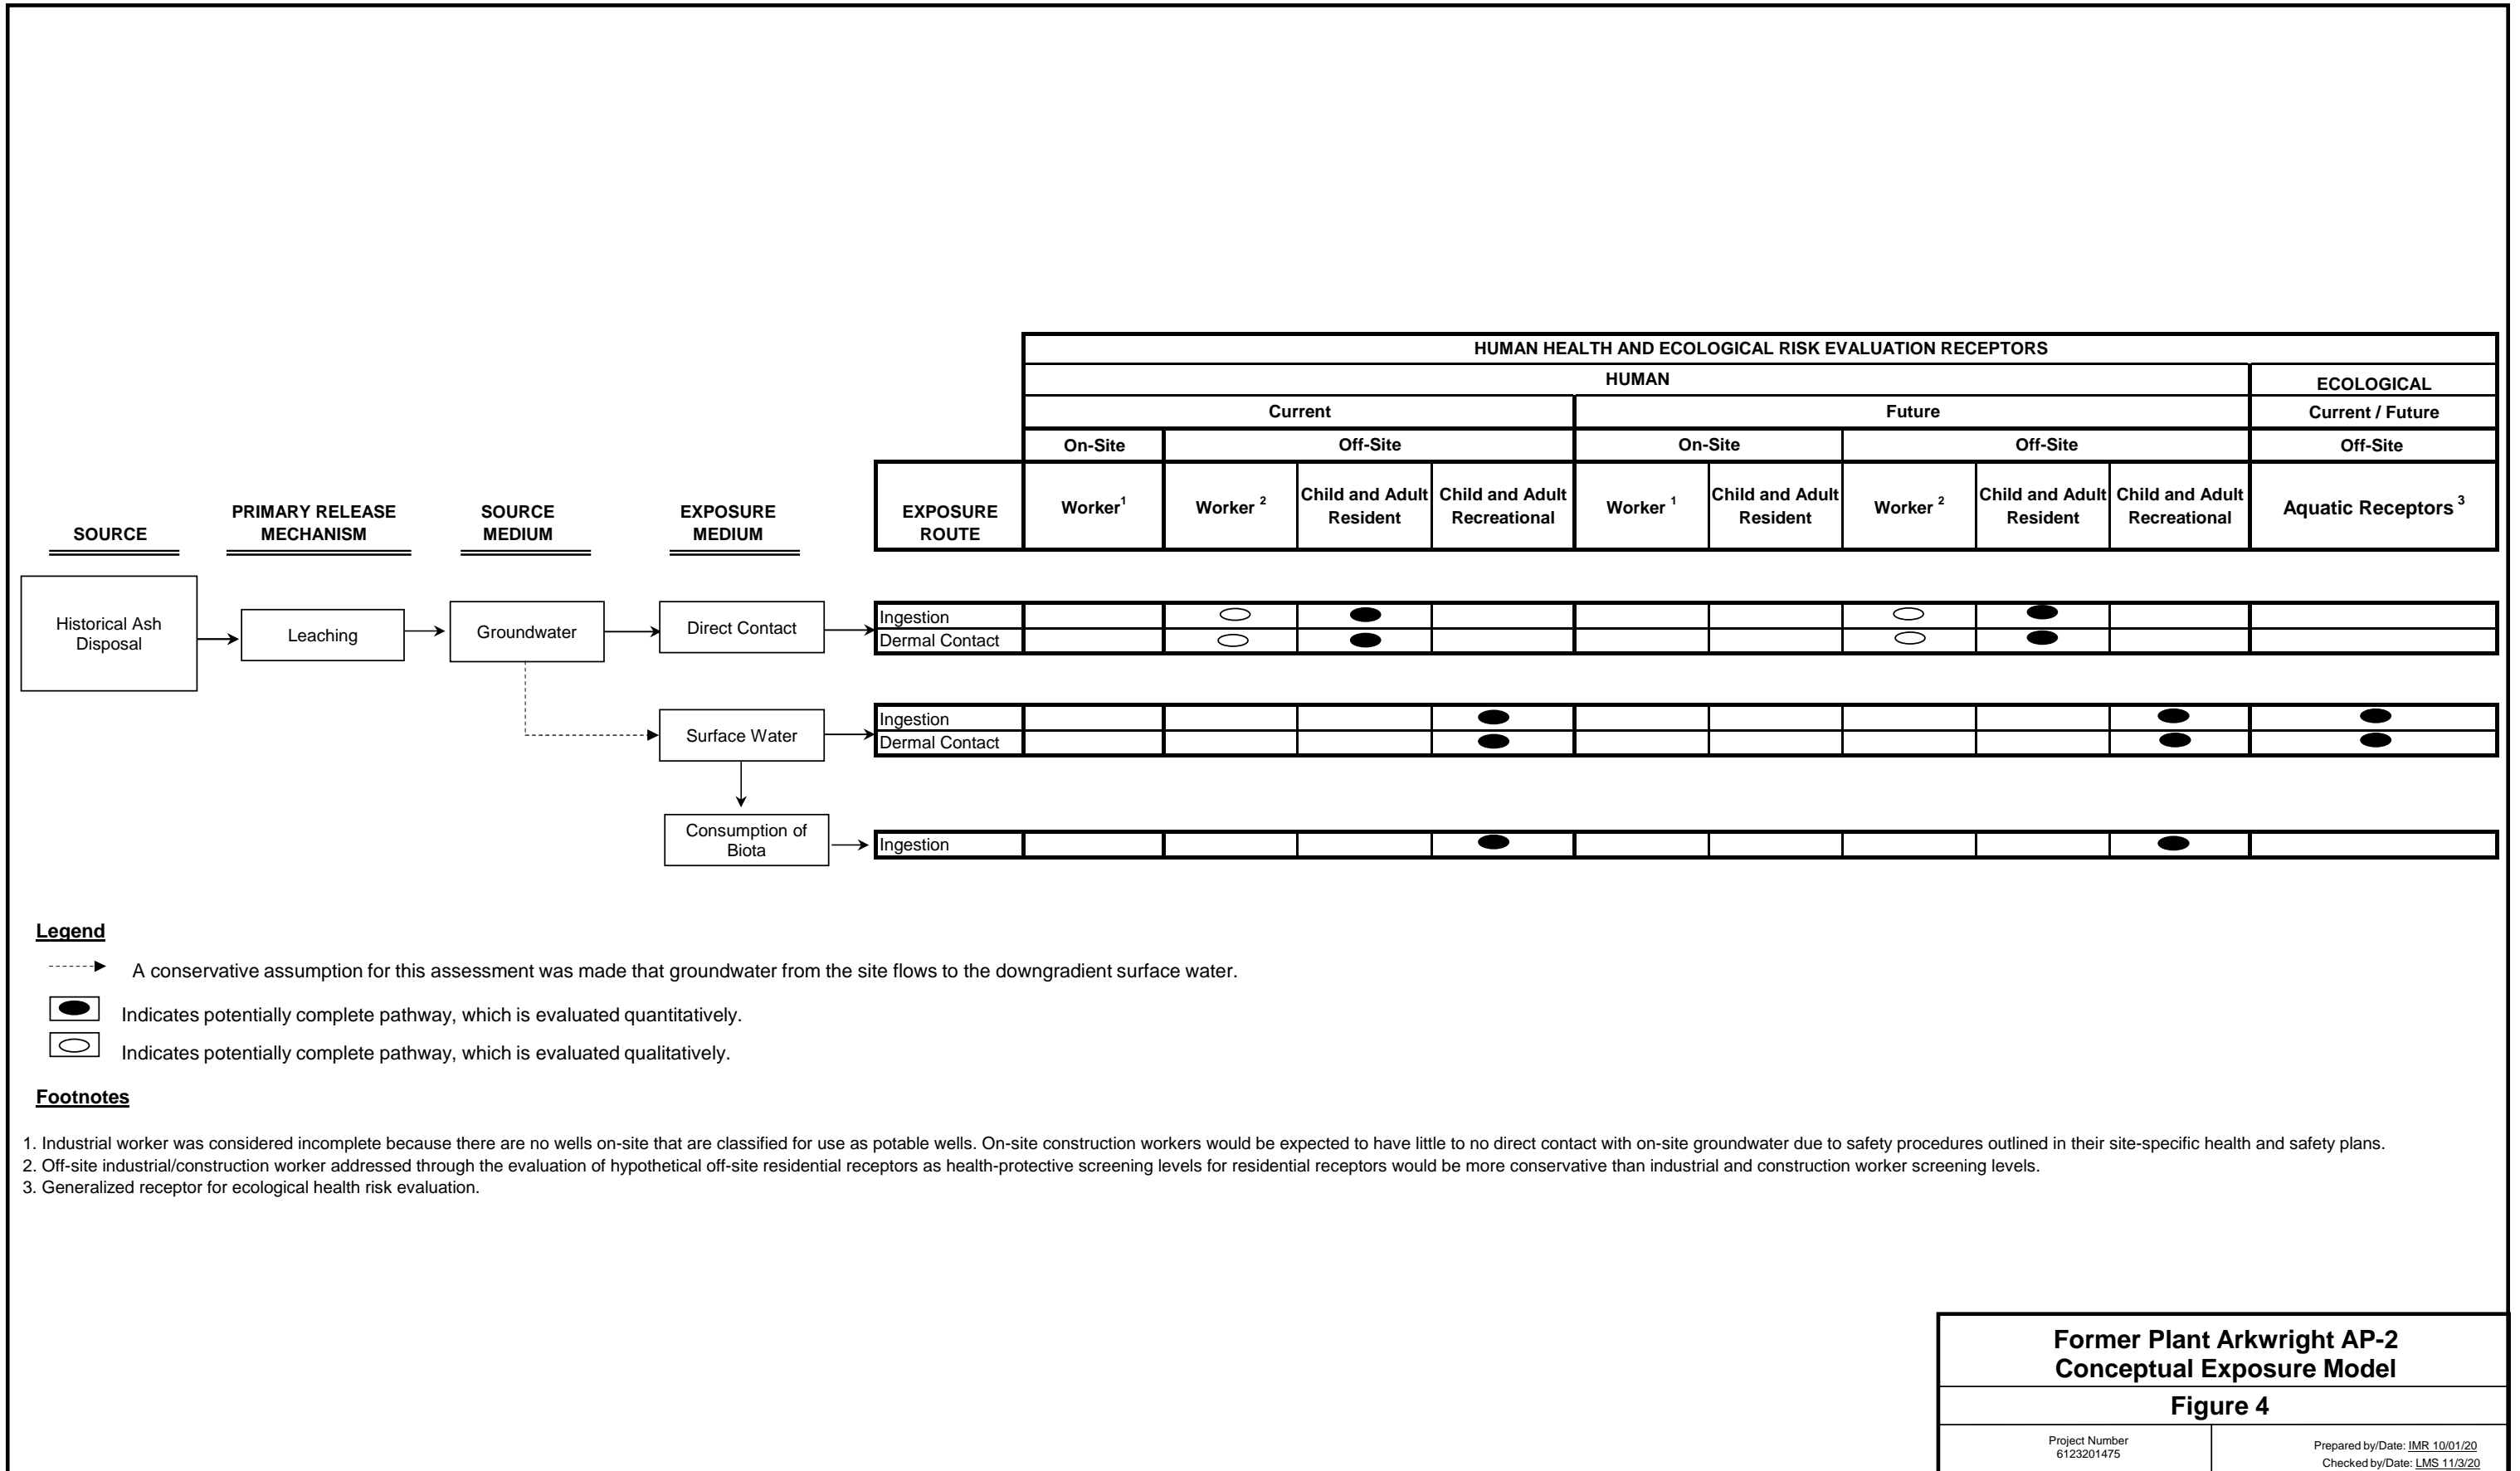 HUMAN HEALTH AND ECOLOGICAL RISK EVALUATION RECEPTORS
HUMAN
ECOLOGICAL
Current
Future
Current / Future
On-Site
Off-Site
On-Site
Off-Site
Off-Site
SOURCE
PRIMARY RELEASE
MECHANISM
SOURCE
MEDIUM
EXPOSURE
MEDIUM
EXPOSURE
ROUTE
Worker¹
Worker ²
Child and Adult
Resident
Child and Adult
Recreational
Worker ¹
Child and Adult
Resident
Worker ²
Child and Adult
Resident
Child and Adult
Recreational
Aquatic Receptors ³
Historical Ash
Disposal
Leaching
Groundwater
Direct Contact
Ingestion
Dermal Contact
Surface Water
Ingestion
Dermal Contact
Consumption of
Biota
Ingestion
Legend
A conservative assumption for this assessment was made that groundwater from the site flows to the downgradient surface water.
Indicates potentially complete pathway, which is evaluated quantitatively.
Indicates potentially complete pathway, which is evaluated qualitatively.
Footnotes
1. Industrial worker was considered incomplete because there are no wells on-site that are classified for use as potable wells. On-site construction workers would be expected to have little to no direct contact with on-site groundwater due to safety procedures outlined in their site-specific health and safety plans.
2. Off-site industrial/construction worker addressed through the evaluation of hypothetical off-site residential receptors as health-protective screening levels for residential receptors would be more conservative than industrial and construction worker screening levels.
3. Generalized receptor for ecological health risk evaluation.
Former Plant Arkwright AP-2
Conceptual Exposure Model
Figure 4
Project Number
6123201475
Prepared by/Date: IMR 10/01/20
Checked by/Date: LMS 11/3/20